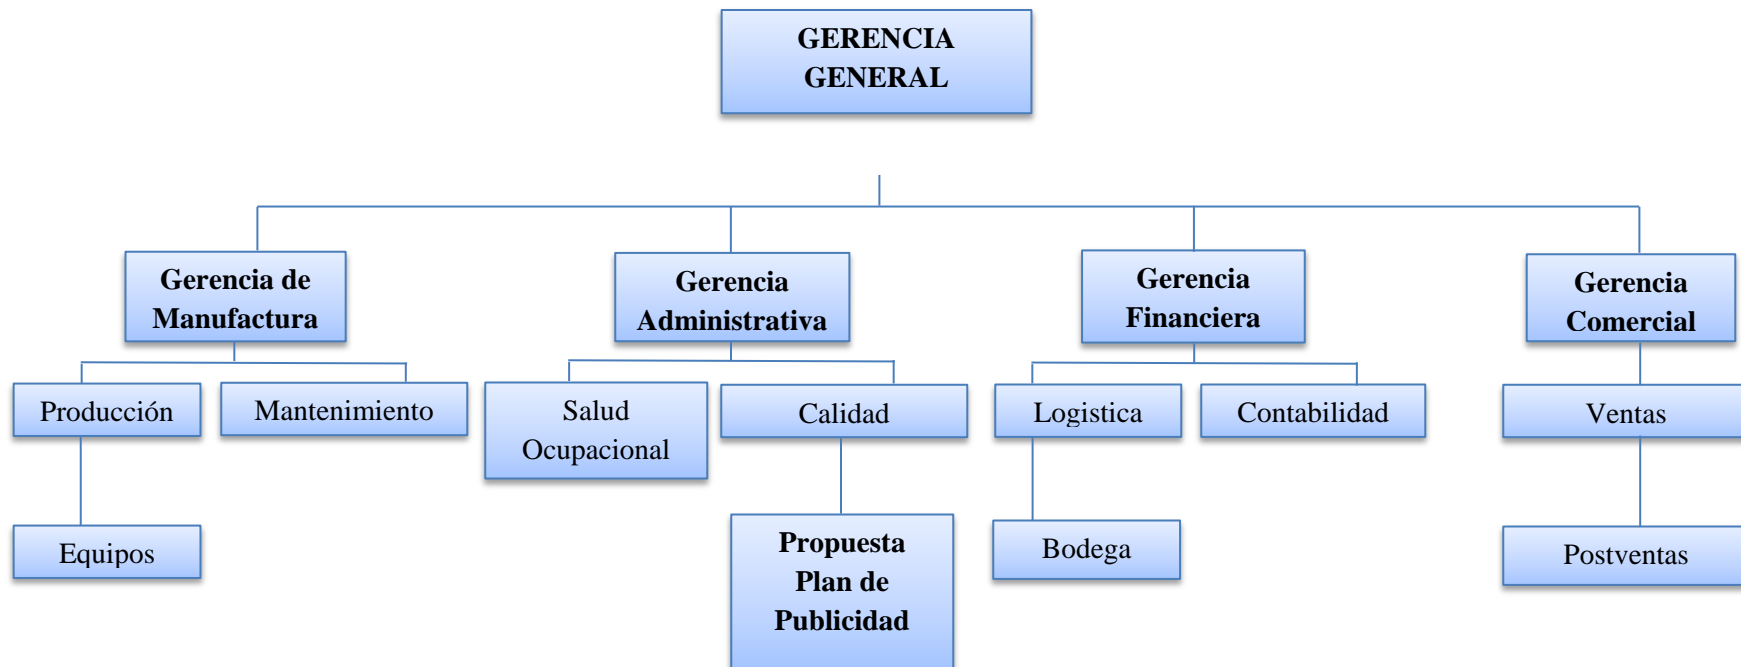 GERENCIA
GENERAL
Gerencia de
Manufactura
Gerencia
Administrativa
Gerencia
Financiera
Gerencia
Comercial
Producción
Mantenimiento
Salud
Ocupacional
Calidad
Logistica
Contabilidad
Ventas
Equipos
Propuesta
Plan de
Publicidad
Bodega
Postventas